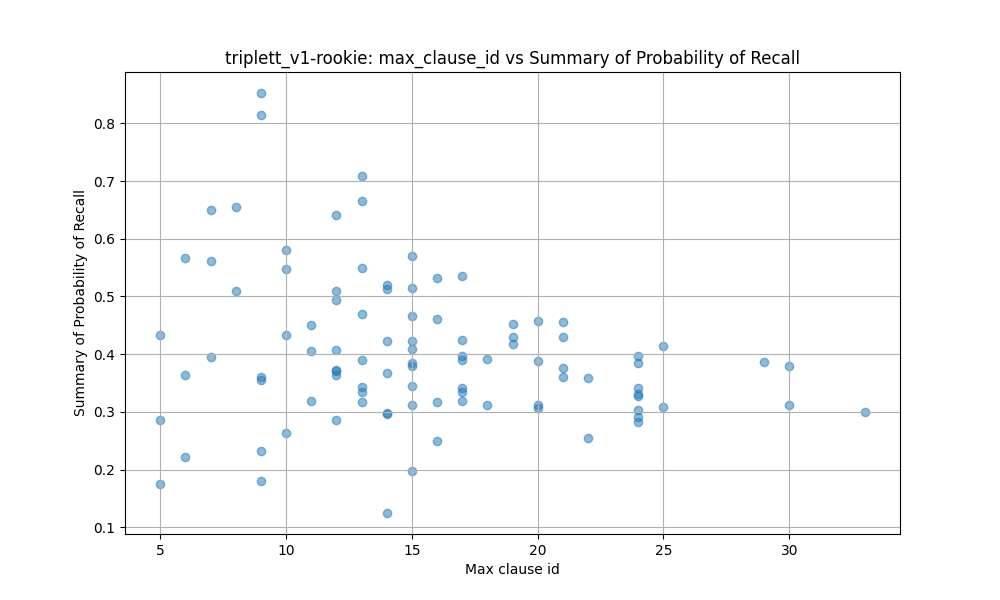 triplett_v1-rookie: max_clause_id vs Summary of Probability of Recall
Summary of Probability of Recall
0.8
0.7
0.6
0.5
0.4
0.3
0.2
0.1
5 10 15 20 25 30
Max clause id